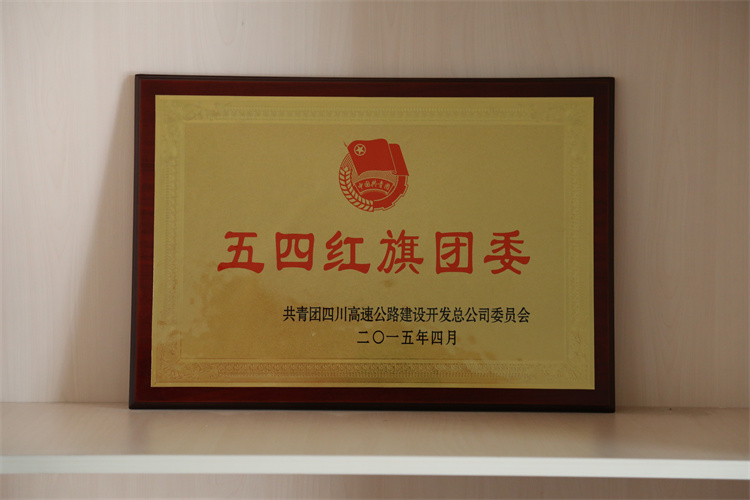 中国共青团
五四红旗团委
共青团四川高速公路建设开发总公司委员会
二〇一五年四月